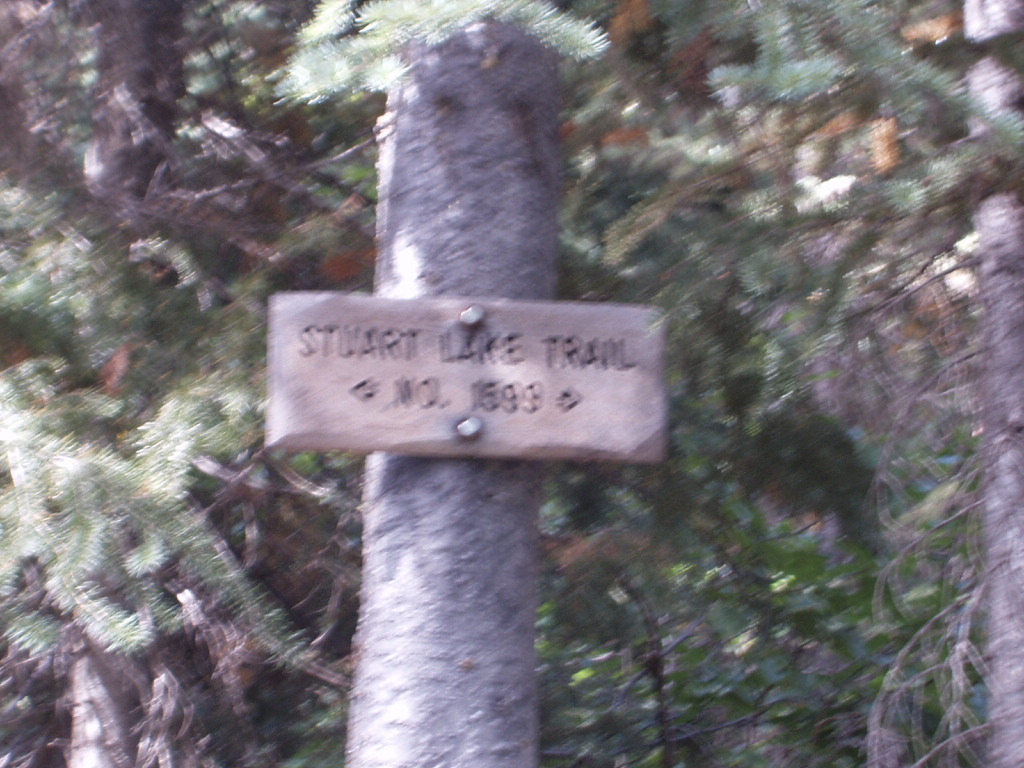 STUART LAKE TRAIL
← NO. 1599 →